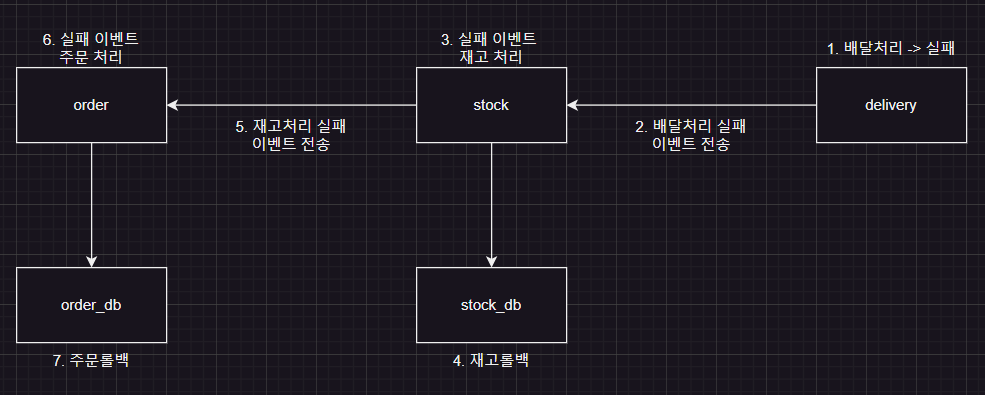 6. 실패 이벤트
주문 처리
3. 실패 이벤트
재고 처리
1. 배달처리 -> 실패
order
stock
delivery
5. 재고처리 실패
이벤트 전송
2. 배달처리 실패
이벤트 전송
order_db
stock_db
7. 주문롤백
4. 재고롤백